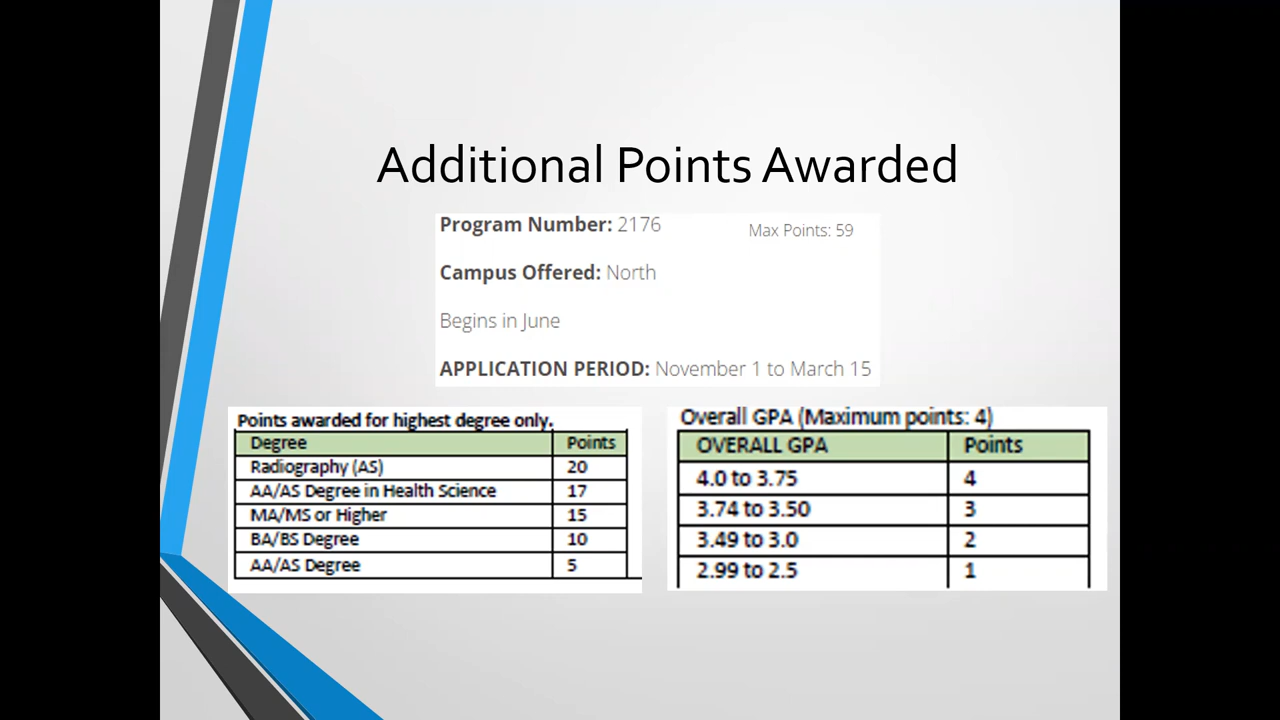 Additional Points Awarded
Program Number: 2176
Max Points: 59
Campus Offered: North
Begins in June
APPLICATION PERIOD: November 1 to March 15
Points awarded for highest degree only.
Degree Points
Radiography (AS) 20
AA/AS Degree in Health Science 17
MA/MS or Higher 15
BA/BS Degree 10
AA/AS Degree 5
Overall GPA (Maximum points: 4)
OVERALL GPA Points
4.0 to 3.75 4
3.74 to 3.50 3
3.49 to 3.0 2
2.99 to 2.5 1